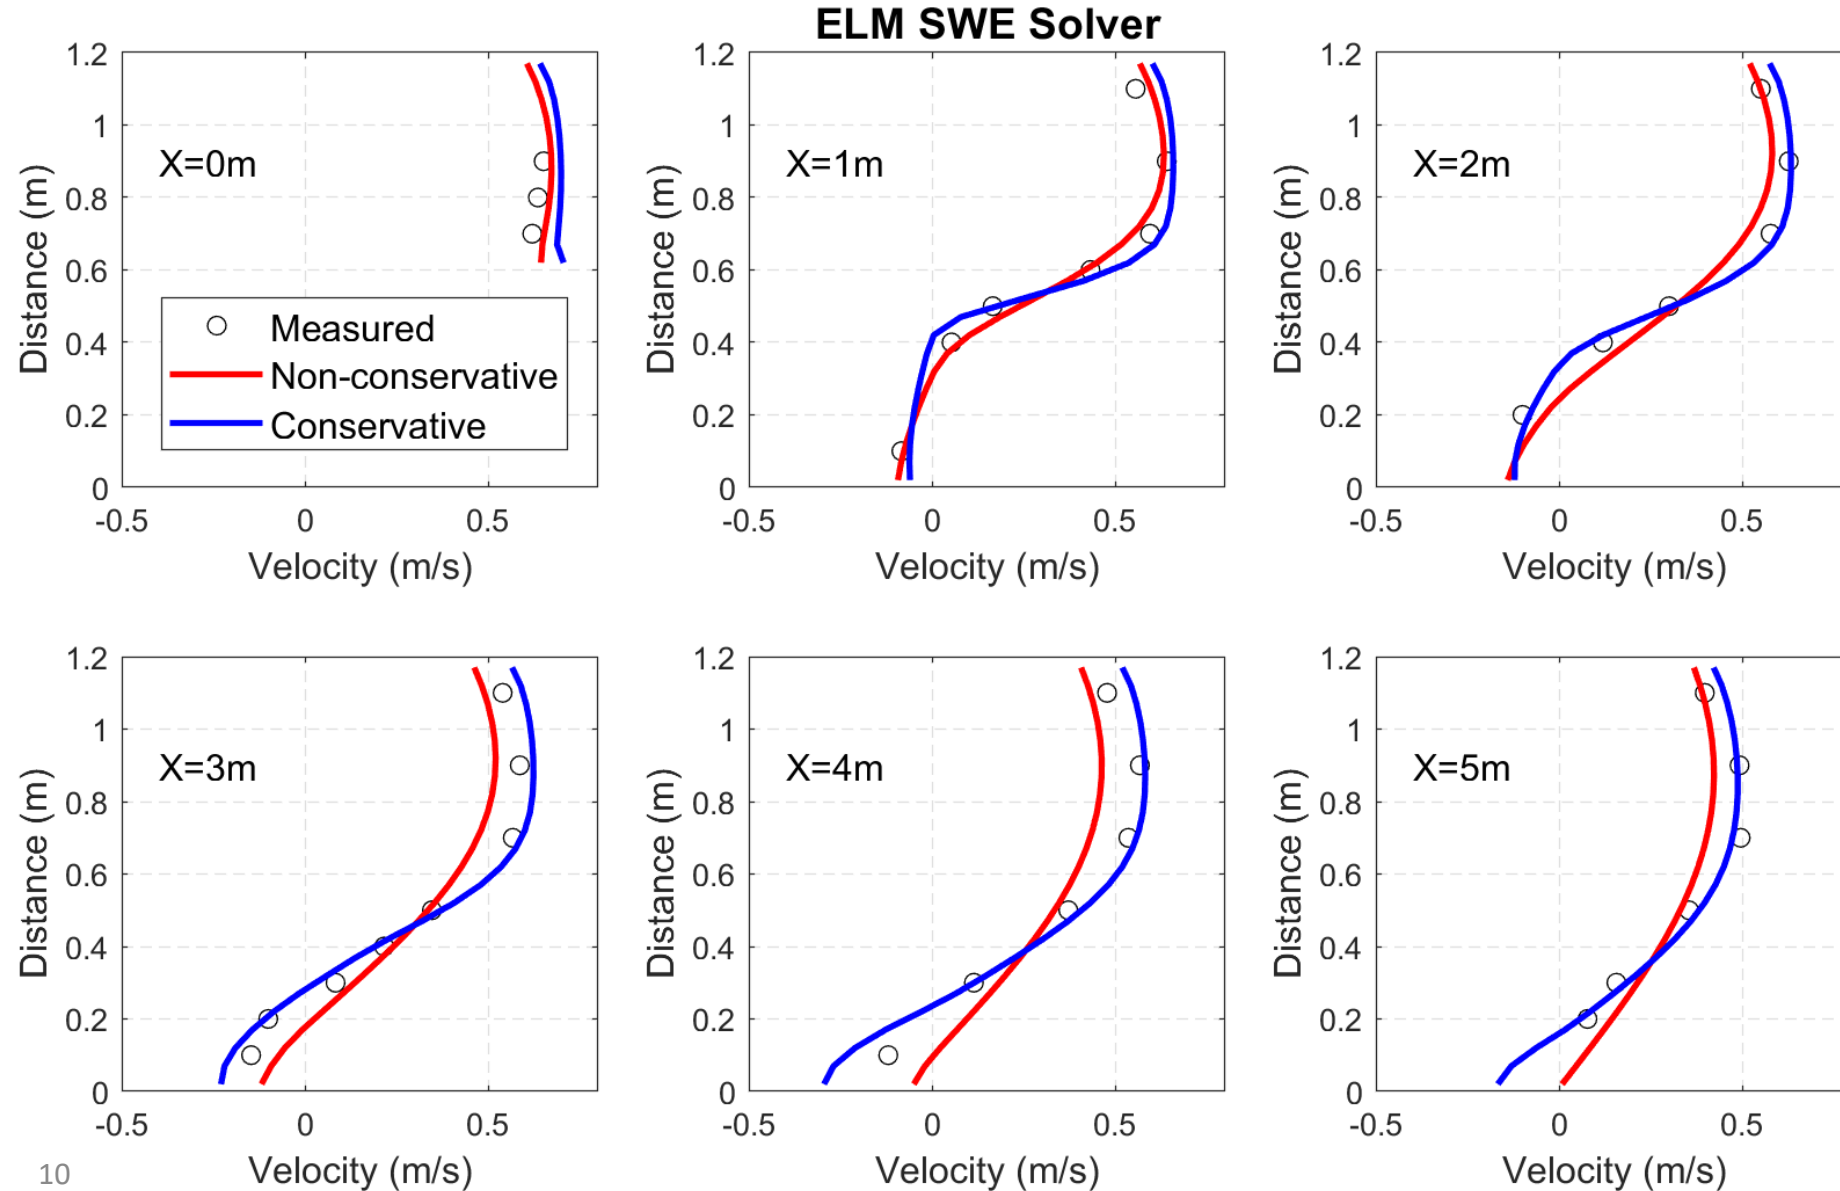 ELM SWE Solver
1.2
1
0.8
0.6
0.4
0.2
0
-0.5
0
0.5
Distance (m)
Velocity (m/s)
X=0m
Measured
Non-conservative
Conservative
1.2
1
0.8
0.6
0.4
0.2
0
-0.5
0
0.5
Distance (m)
Velocity (m/s)
X=1m
1.2
1
0.8
0.6
0.4
0.2
0
-0.5
0
0.5
Distance (m)
Velocity (m/s)
X=2m
1.2
1
0.8
0.6
0.4
0.2
0
-0.5
0
0.5
Distance (m)
Velocity (m/s)
X=3m
1.2
1
0.8
0.6
0.4
0.2
0
-0.5
0
0.5
Distance (m)
Velocity (m/s)
X=4m
1.2
1
0.8
0.6
0.4
0.2
0
-0.5
0
0.5
Distance (m)
Velocity (m/s)
X=5m
10